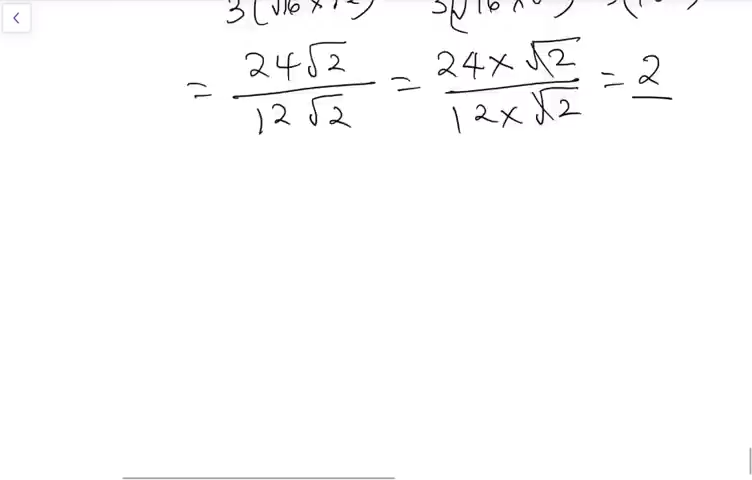 = 24√2 / 12√2 = 24×√2 / 12×√2 = 2